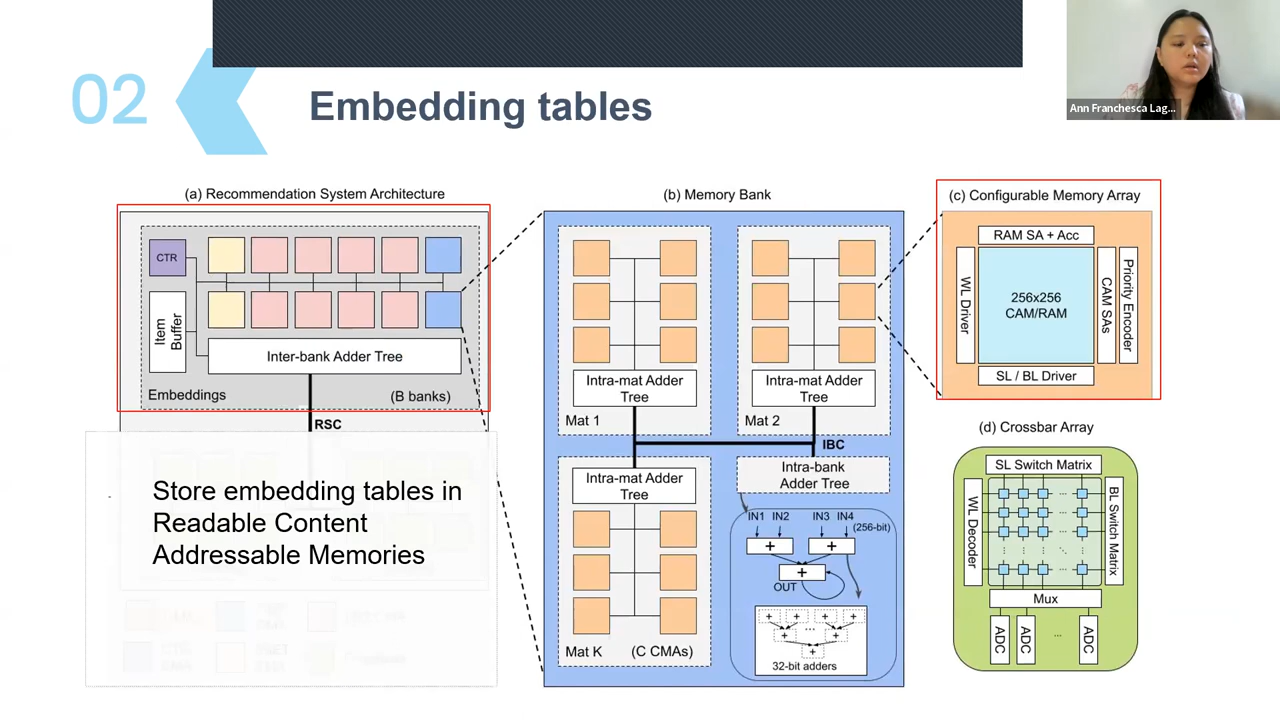 02
Embedding tables
Ann Franchesca Lag...
(a) Recommendation System Architecture
CTR
Item
Buffer
Inter-bank Adder Tree
Embeddings
(B banks)
RSC
Store embedding tables in
Readable Content
Addressable Memories
(b) Memory Bank
Intra-mat Adder
Tree
Mat 1
Intra-mat Adder
Tree
Mat 2
IBC
Intra-mat Adder
Tree
Mat K
(C CMAs)
Intra-bank
Adder Tree
IN1 IN2 IN3 IN4
(256-bit)
+ +
+
OUT
+ + + +
+ ... +
+
32-bit adders
(c) Configurable Memory Array
RAM SA + Acc
WL Driver
256x256
CAM/RAM
CAM SAs
Priority Encoder
SL / BL Driver
(d) Crossbar Array
SL Switch Matrix
WL Decoder
BL Switch Matrix
Mux
ADC
ADC
...
ADC